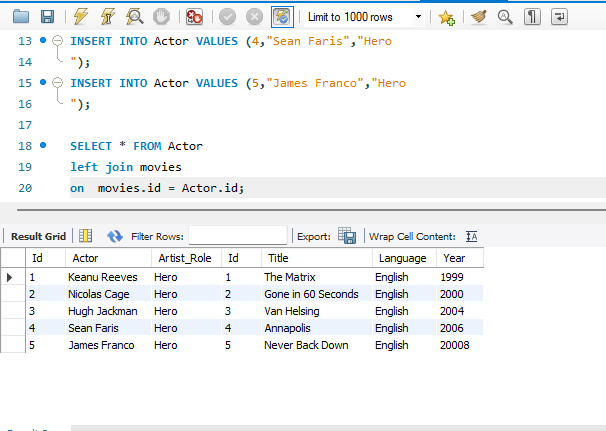 Limit to 1000 rows
13 INSERT INTO Actor VALUES (4,"Sean Faris","Hero
14 ");
15 INSERT INTO Actor VALUES (5,"James Franco","Hero
16 ");
17
18 SELECT * FROM Actor
19 left join movies
20 on  movies.id = Actor.id;
Result Grid Filter Rows: Export: Wrap Cell Content: IA
Id Actor Artist_Role Id Title Language Year
1 Keanu Reeves Hero 1 The Matrix English 1999
2 Nicolas Cage Hero 2 Gone in 60 Seconds English 2000
3 Hugh Jackman Hero 3 Van Helsing English 2004
4 Sean Faris Hero 4 Annapolis English 2006
5 James Franco Hero 5 Never Back Down English 20008